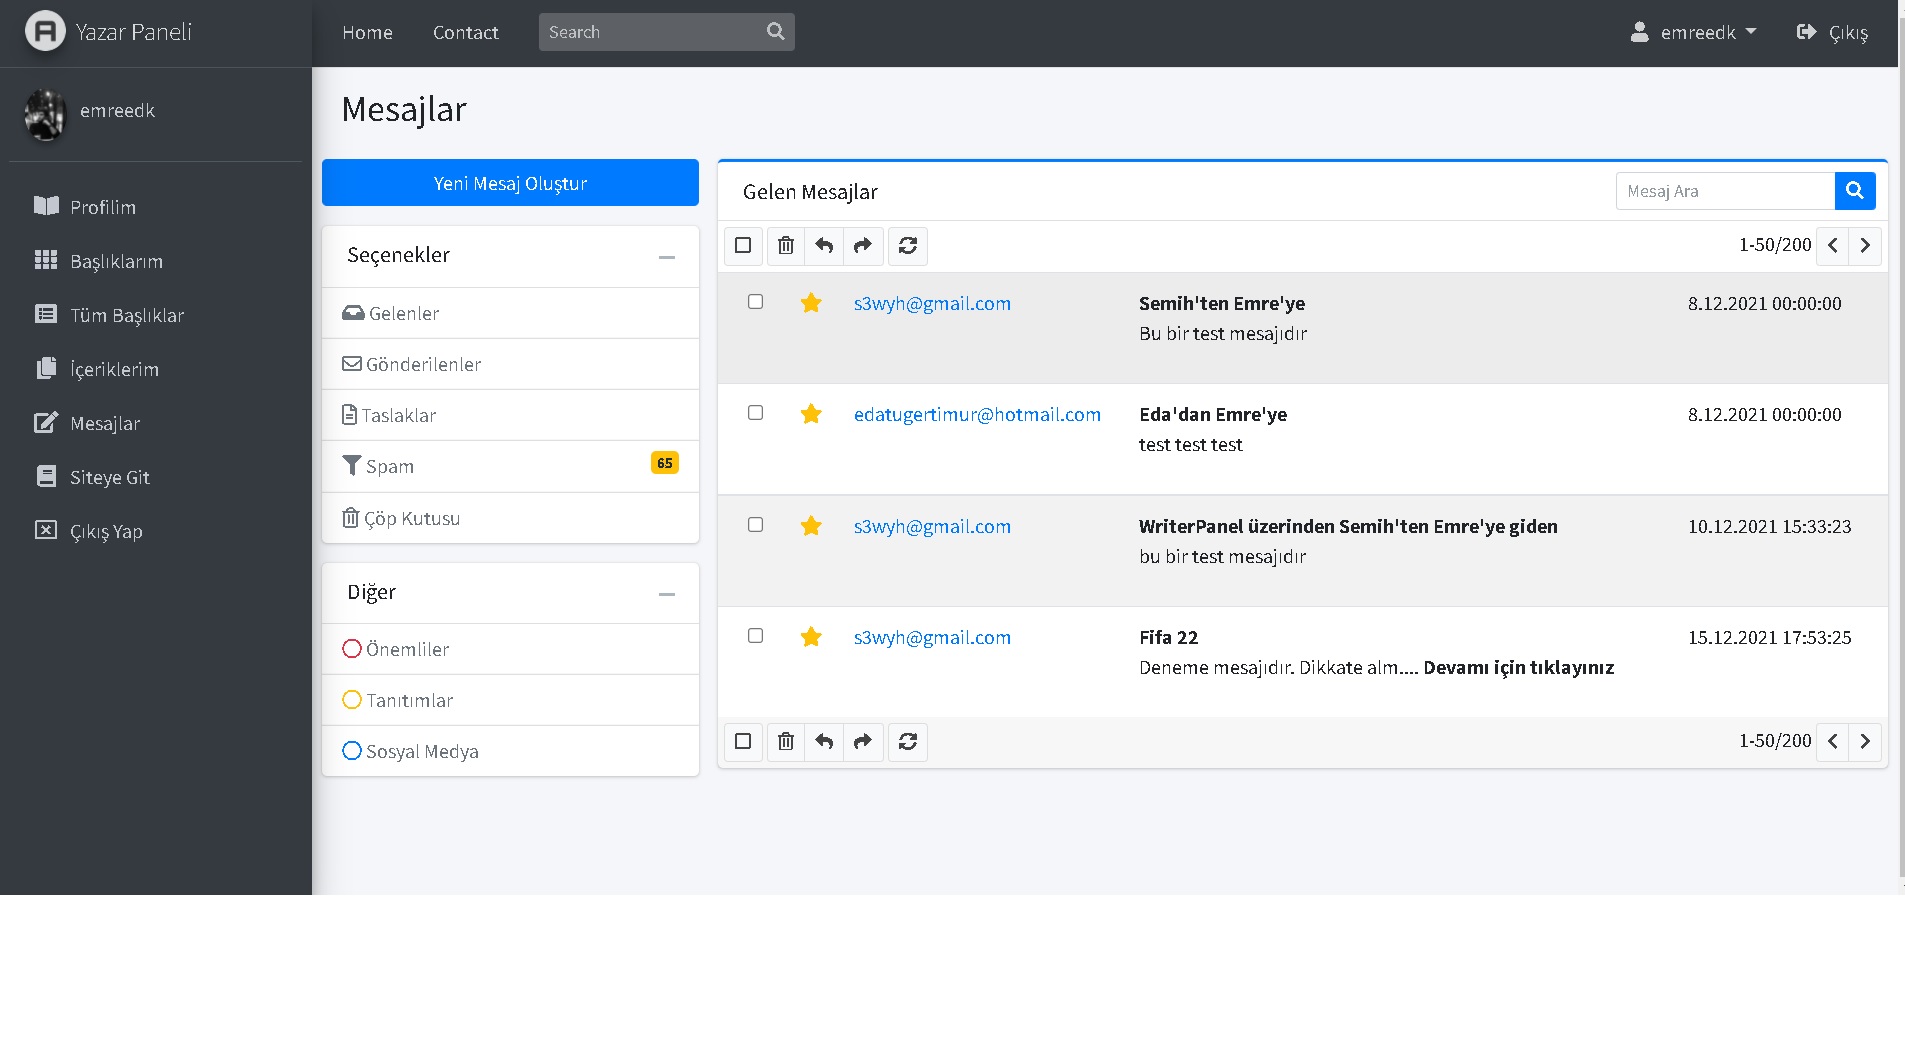 Yazar Paneli
Home
Contact
Search
emreedk
Çıkış
emreedk
Profilim
Başlıklarım
Tüm Başlıklar
İçeriklerim
Mesajlar
Siteye Git
Çıkış Yap
Mesajlar
Yeni Mesaj Oluştur
Seçenekler
Gelenler
Gönderilenler
Taslaklar
Spam 65
Çöp Kutusu
Diğer
Önemliler
Tanıtımlar
Sosyal Medya
Gelen Mesajlar
Mesaj Ara
1-50/200
s3wyh@gmail.com Semih'ten Emre'ye 8.12.2021 00:00:00
Bu bir test mesajıdır
edatugertimur@hotmail.com Eda'dan Emre'ye 8.12.2021 00:00:00
test test test
s3wyh@gmail.com WriterPanel üzerinden Semih'ten Emre'ye giden 10.12.2021 15:33:23
bu bir test mesajıdır
s3wyh@gmail.com Fifa 22 15.12.2021 17:53:25
Deneme mesajıdır. Dikkate alm.... Devamı için tıklayınız
1-50/200